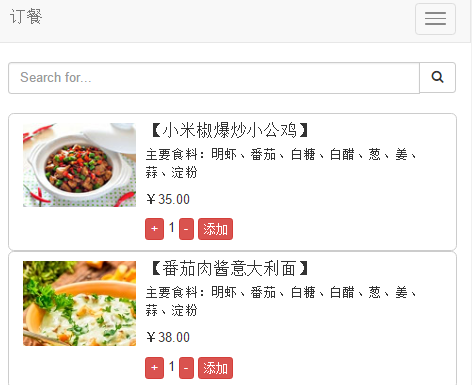 订餐
Search for...
【小米椒爆炒小公鸡】
主要食料：明虾、番茄、白糖、白醋、葱、姜、
蒜、淀粉
￥35.00
+ 1 - 添加
【番茄肉酱意大利面】
主要食料：明虾、番茄、白糖、白醋、葱、姜、
蒜、淀粉
￥38.00
+ 1 - 添加